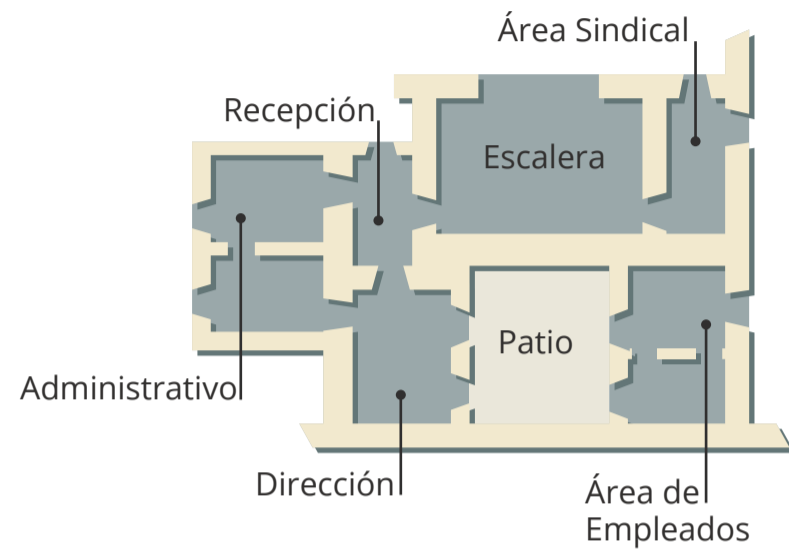 Área Sindical
Recepción
Escalera
Patio
Administrativo
Dirección
Área de
Empleados